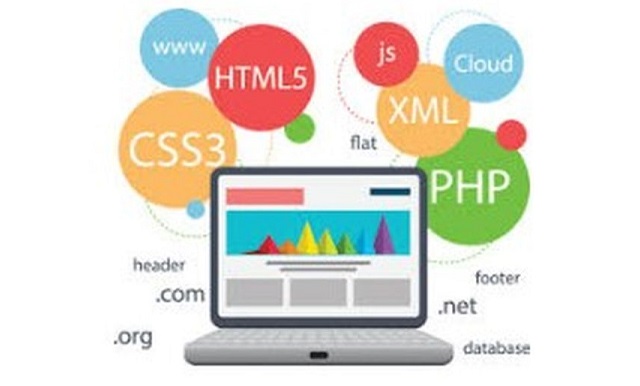 www
HTML5
CSS3
js
Cloud
XML
flat
PHP
header
.com
.org
footer
.net
database